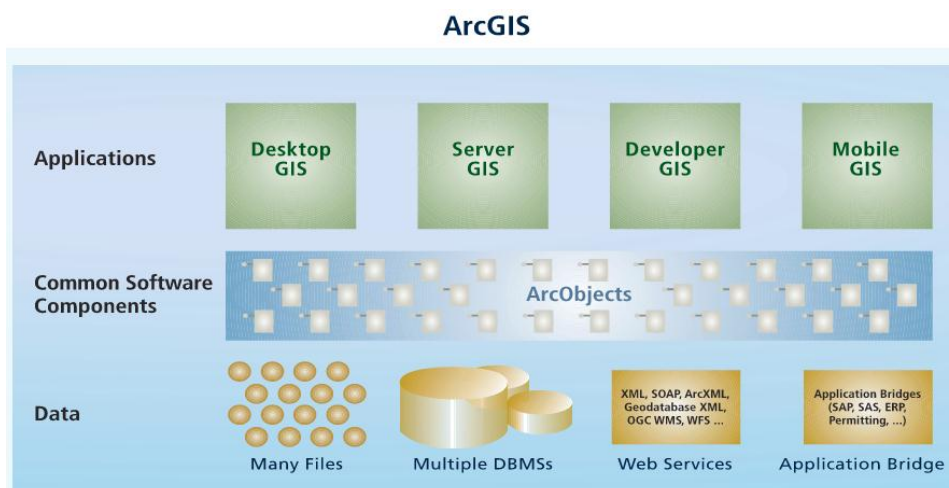 ArcGIS
Applications
Desktop
GIS
Server
GIS
Developer
GIS
Mobile
GIS
Common Software
Components
ArcObjects
Data
XML, SOAP, ArcXML,
Geodatabase XML,
OGC WMS, WFS ...
Application Bridges
(SAP, SAS, ERP,
Permitting, ...)
Many Files
Multiple DBMSs
Web Services
Application Bridge